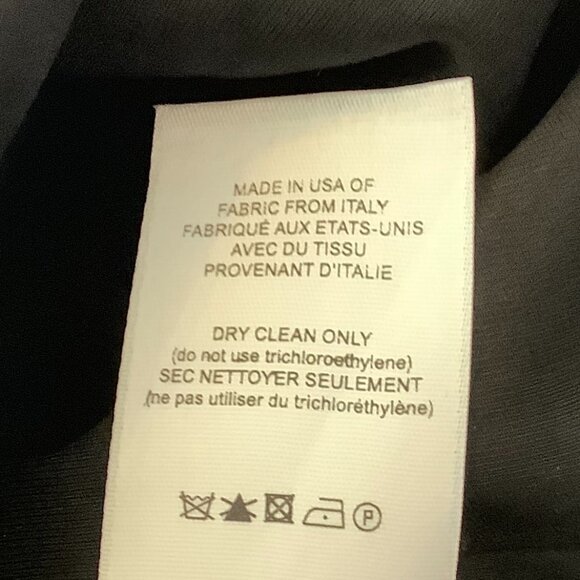 MADE IN USA OF
FABRIC FROM ITALY
FABRIQUÉ AUX ETATS-UNIS
AVEC DU TISSU
PROVENANT D'ITALIE
DRY CLEAN ONLY
(do not use trichloroethylene)
SEC NETTOYER SEULEMENT
(ne pas utiliser du trichloréthylène)
P